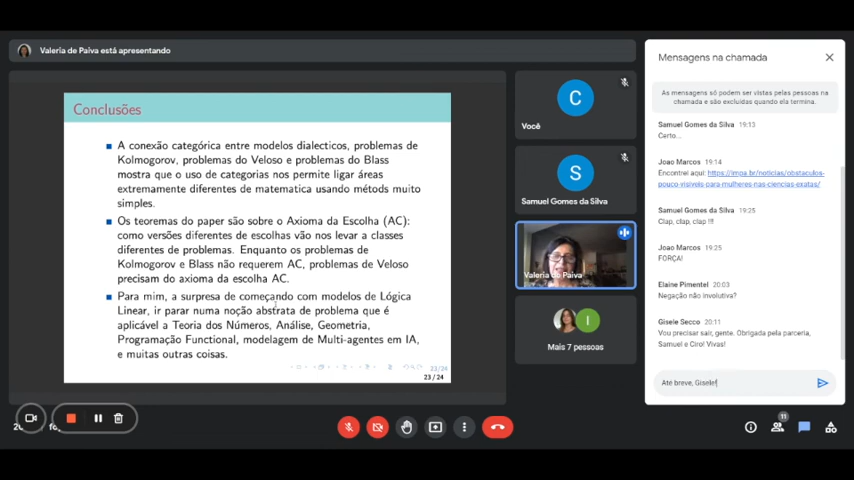 Valeria de Paiva está apresentando
Conclusões
A conexão categórica entre modelos dialecticos, problemas de
Kolmogorov, problemas do Veloso e problemas do Blass
mostra que o uso de categorias nos permite ligar áreas
extremamente diferentes de matematica usando métods muito
simples.
Os teoremas do paper são sobre o Axioma da Escolha (AC):
como versões diferentes de escolhas vão nos levar a classes
diferentes de problemas. Enquanto os problemas de
Kolmogorov e Blass não requerem AC, problemas de Veloso
precisam do axioma da escolha AC.
Para mim, a surpresa de começando com modelos de Lógica
Linear, ir parar numa noção abstrata de problema que é
aplicável a Teoria dos Números, Análise, Geometria,
Programação Functional, modelagem de Multi-agentes em IA,
e muitas outras coisas.
23/24
23 / 24
C
Você
S
Samuel Gomes da Silva
Valeria de Paiva
I
Mais 7 pessoas
Mensagens na chamada
As mensagens só podem ser vistas pelas pessoas na
chamada e são excluídas quando ela termina.
Samuel Gomes da Silva 19:13
Certo...
Joao Marcos 19:14
Encontrei aqui: https://impa.br/noticias/obstaculos-
pouco-visiveis-para-mulheres-nas-ciencias-exatas/
Samuel Gomes da Silva 19:25
Clap, clap, clap !!!
Joao Marcos 19:25
FORÇA!
Elaine Pimentel 20:03
Negação não involutiva?
Gisele Secco 20:11
Vou precisar sair, gente. Obrigada pela parceria,
Samuel e Ciro! Vivas!
Até breve, Gisele!
11